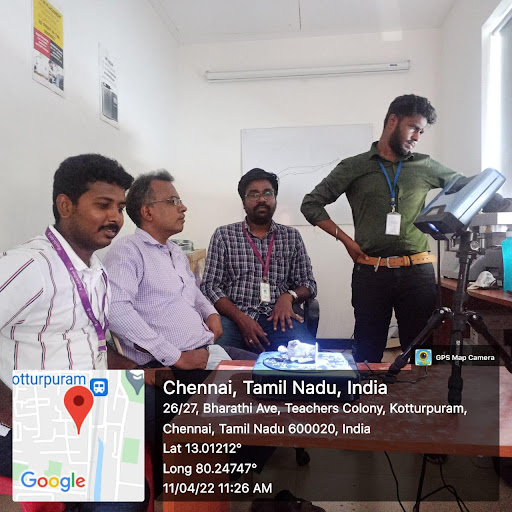 GPS Map Camera
otturpuram
Google
Chennai, Tamil Nadu, India
26/27, Bharathi Ave, Teachers Colony, Kotturpuram,
Chennai, Tamil Nadu 600020, India
Lat 13.01212°
Long 80.24747°
11/04/22 11:26 AM